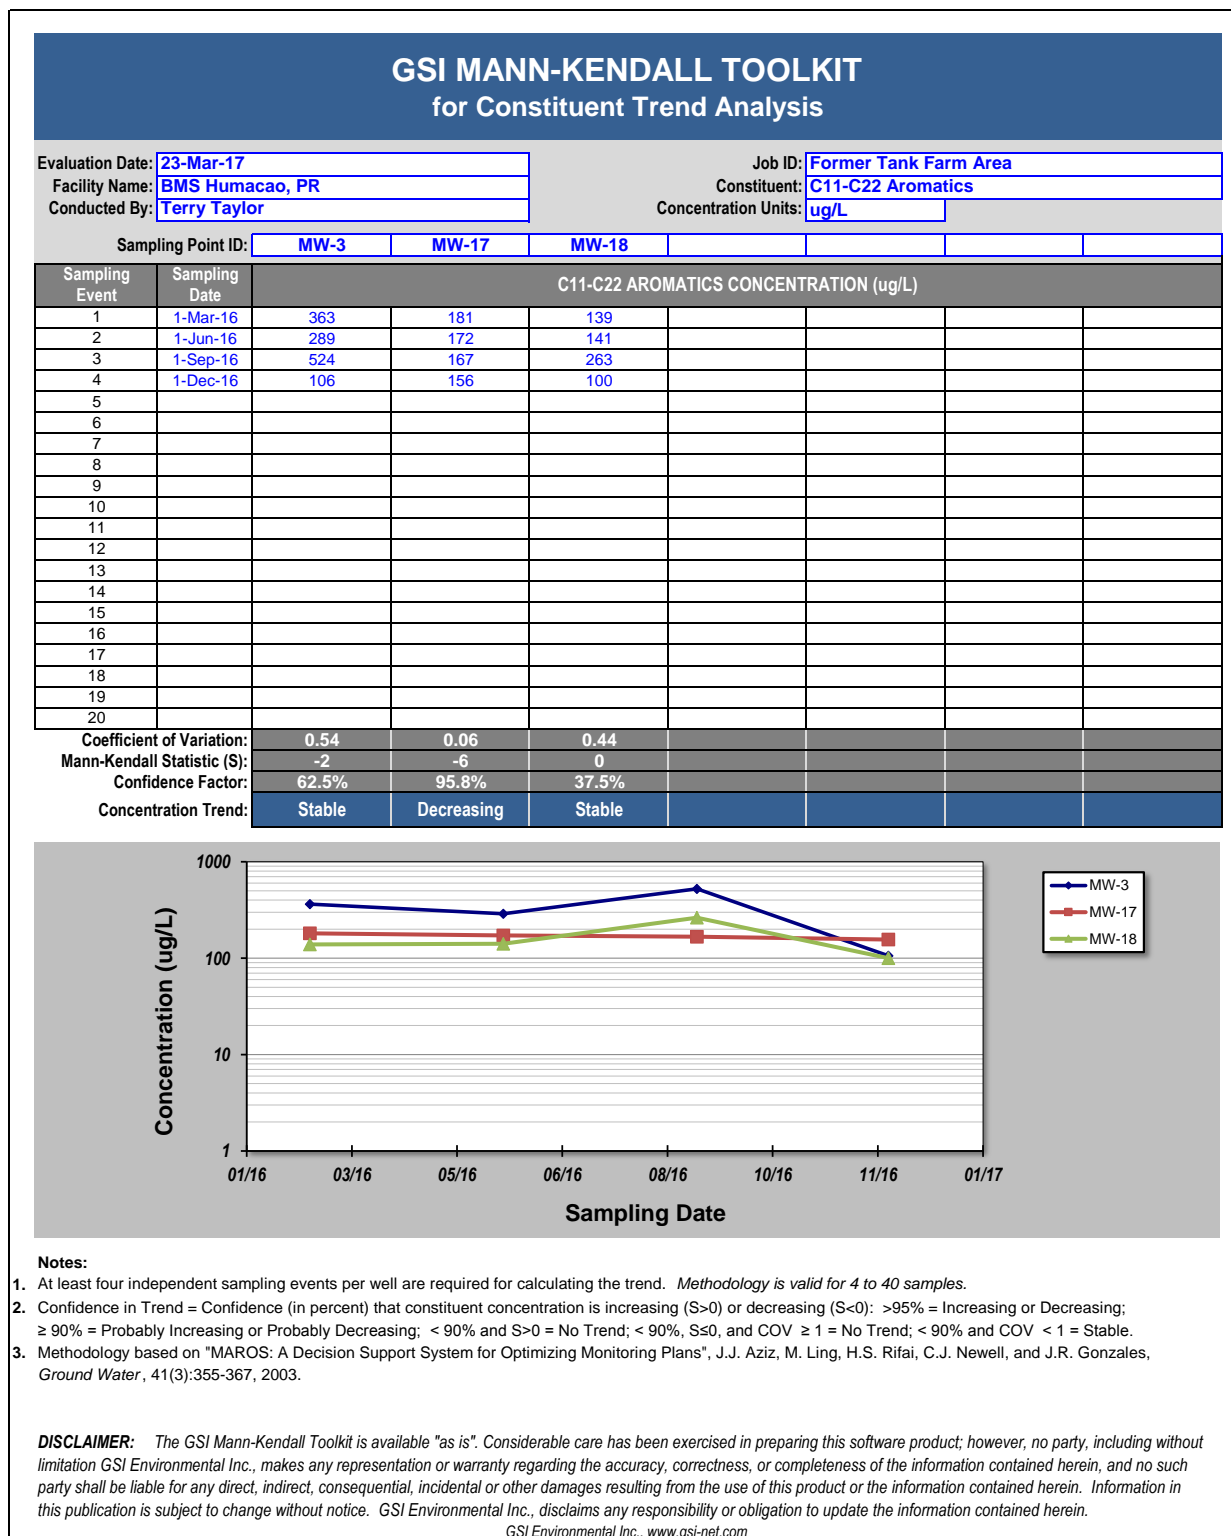 GSI MANN-KENDALL TOOLKIT
for Constituent Trend Analysis
Evaluation Date: 23-Mar-17 Job ID: Former Tank Farm Area
Facility Name: BMS Humacao, PR Constituent: C11-C22 Aromatics
Conducted By: Terry Taylor Concentration Units: ug/L
Sampling Point ID: MW-3 MW-17 MW-18
Sampling Event Sampling Date C11-C22 AROMATICS CONCENTRATION (ug/L)
1 1-Mar-16 363 181 139
2 1-Jun-16 289 172 141
3 1-Sep-16 524 167 263
4 1-Dec-16 106 156 100
5
6
7
8
9
10
11
12
13
14
15
16
17
18
19
20
Coefficient of Variation: 0.54 0.06 0.44
Mann-Kendall Statistic (S): -2 -6 0
Confidence Factor: 62.5% 95.8% 37.5%
Concentration Trend: Stable Decreasing Stable
1000
100
10
1
Concentration (ug/L)
01/16 03/16 05/16 06/16 08/16 10/16 11/16 01/17
Sampling Date
MW-3
MW-17
MW-18
Notes:
1. At least four independent sampling events per well are required for calculating the trend. Methodology is valid for 4 to 40 samples.
2. Confidence in Trend = Confidence (in percent) that constituent concentration is increasing (S>0) or decreasing (S<0): >95% = Increasing or Decreasing;
≥ 90% = Probably Increasing or Probably Decreasing; < 90% and S>0 = No Trend; < 90%, S≤0, and COV ≥ 1 = No Trend; < 90% and COV < 1 = Stable.
3. Methodology based on "MAROS: A Decision Support System for Optimizing Monitoring Plans", J.J. Aziz, M. Ling, H.S. Rifai, C.J. Newell, and J.R. Gonzales,
Ground Water, 41(3):355-367, 2003.
DISCLAIMER: The GSI Mann-Kendall Toolkit is available "as is". Considerable care has been exercised in preparing this software product; however, no party, including without
limitation GSI Environmental Inc., makes any representation or warranty regarding the accuracy, correctness, or completeness of the information contained herein, and no such
party shall be liable for any direct, indirect, consequential, incidental or other damages resulting from the use of this product or the information contained herein. Information in
this publication is subject to change without notice. GSI Environmental Inc., disclaims any responsibility or obligation to update the information contained herein.
GSI Environmental Inc., www.gsi-net.com